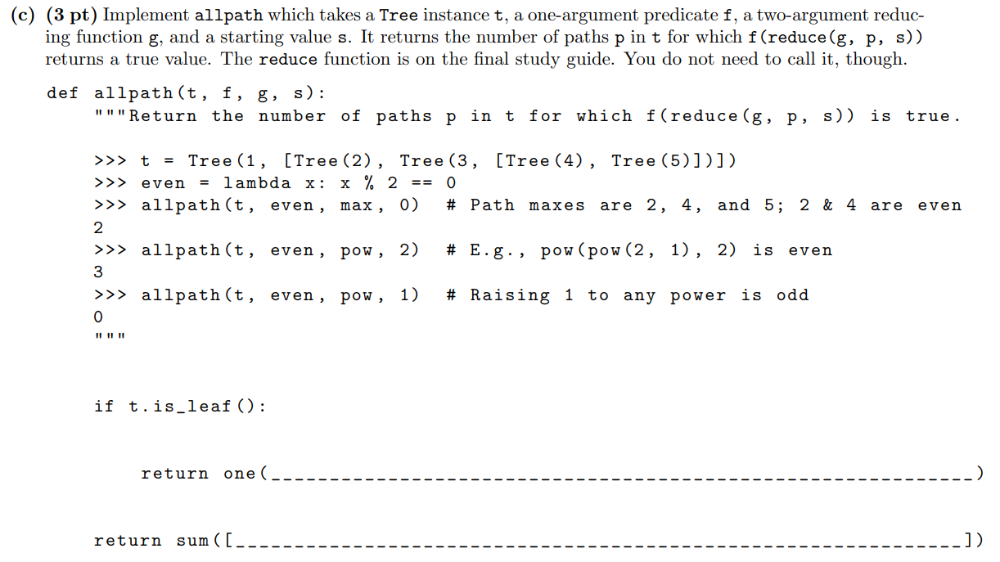 (c) (3 pt) Implement allpath which takes a Tree instance t, a one-argument predicate f, a two-argument reduc-
ing function g, and a starting value s. It returns the number of paths p in t for which f(reduce(g, p, s))
returns a true value. The reduce function is on the final study guide. You do not need to call it, though.
def allpath(t, f, g, s):
    """Return the number of paths p in t for which f(reduce(g, p, s)) is true.
    >>> t = Tree(1, [Tree(2), Tree(3, [Tree(4), Tree(5)])])
    >>> even = lambda x: x % 2 == 0
    >>> allpath(t, even, max, 0)  # Path maxes are 2, 4, and 5; 2 & 4 are even
    2
    >>> allpath(t, even, pow, 2)  # E.g., pow(pow(2, 1), 2) is even
    3
    >>> allpath(t, even, pow, 1)  # Raising 1 to any power is odd
    0
    """
    if t.is_leaf():
        return one(____________________________________________________________)
    return sum([______________________________________________________________])